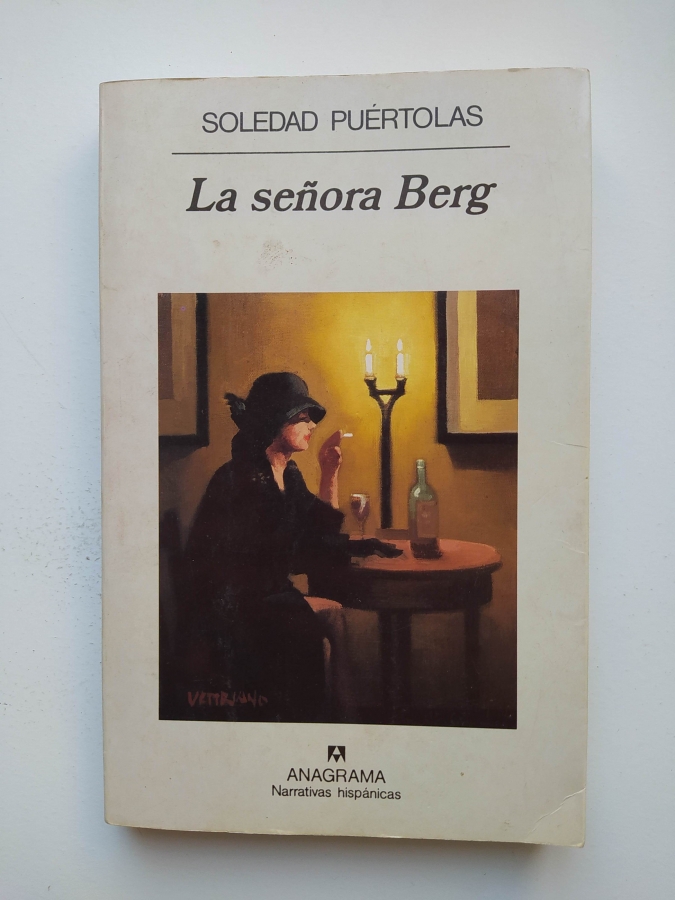 SOLEDAD PUÉRTOLAS
La señora Berg
VETTRIANO
ANAGRAMA
Narrativas hispánicas